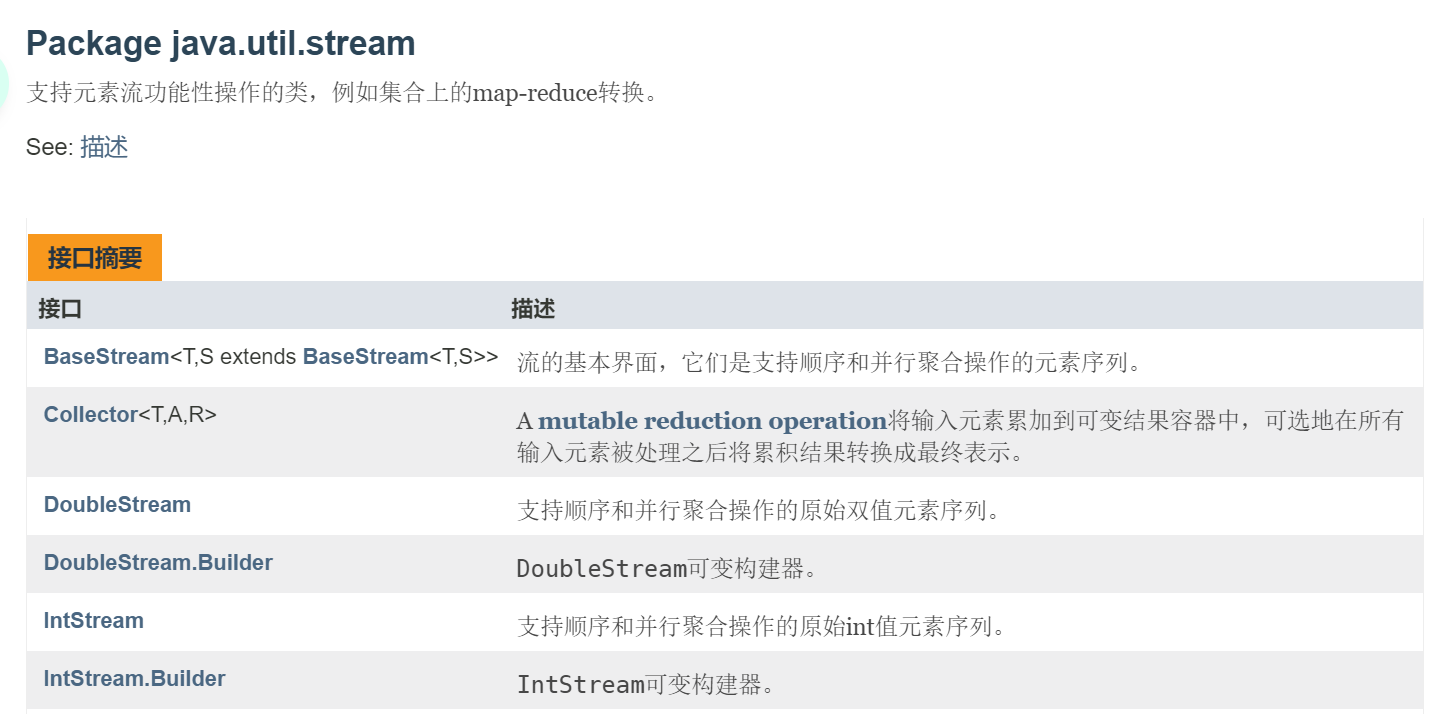 Package java.util.stream
支持元素流功能性操作的类，例如集合上的map-reduce转换。
See: 描述
接口摘要
接口 描述
BaseStream<T,S extends BaseStream<T,S>> 流的基本界面，它们是支持顺序和并行聚合操作的元素序列。
Collector<T,A,R> A mutable reduction operation将输入元素累加到可变结果容器中，可选地在所有
输入元素被处理之后将累积结果转换成最终表示。
DoubleStream 支持顺序和并行聚合操作的原始双值元素序列。
DoubleStream.Builder DoubleStream可变构建器。
IntStream 支持顺序和并行聚合操作的原始int值元素序列。
IntStream.Builder IntStream可变构建器。